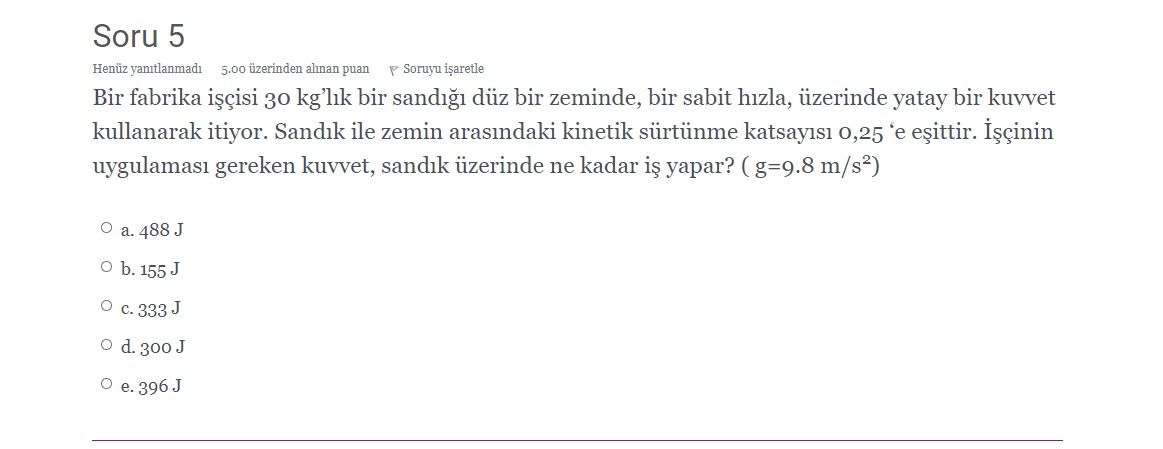 Soru 5
Henüz yanıtlanmadı 5.00 üzerinden alınan puan Soruyu işaretle
Bir fabrika işçisi 30 kg’lık bir sandığı düz bir zeminde, bir sabit hızla, üzerinde yatay bir kuvvet
kullanarak itiyor. Sandık ile zemin arasındaki kinetik sürtünme katsayısı 0,25 ‘e eşittir. İşçinin
uygulaması gereken kuvvet, sandık üzerinde ne kadar iş yapar? ( g=9.8 m/s²)
a. 488 J
b. 155 J
c. 333 J
d. 300 J
e. 396 J